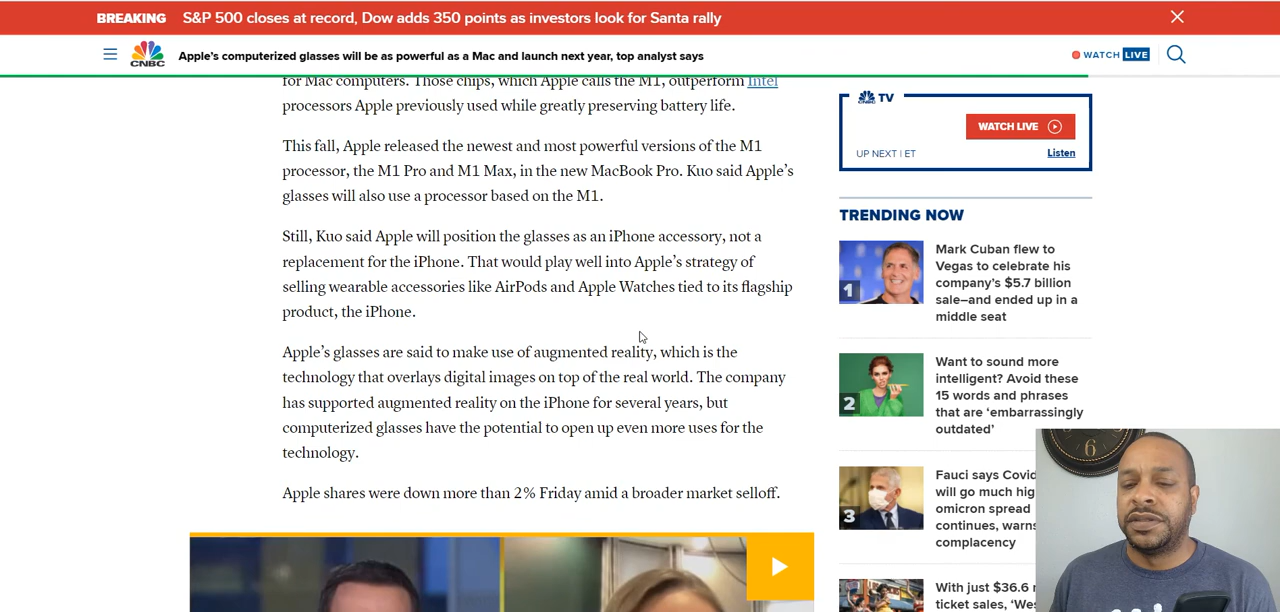 BREAKING S&P 500 closes at record, Dow adds 350 points as investors look for Santa rally
CNBC
Apple's computerized glasses will be as powerful as a Mac and launch next year, top analyst says
WATCH LIVE
for Mac computers. Those chips, which Apple calls the M1, outperform Intel
processors Apple previously used while greatly preserving battery life.
This fall, Apple released the newest and most powerful versions of the M1
processor, the M1 Pro and M1 Max, in the new MacBook Pro. Kuo said Apple's
glasses will also use a processor based on the M1.
Still, Kuo said Apple will position the glasses as an iPhone accessory, not a
replacement for the iPhone. That would play well into Apple's strategy of
selling wearable accessories like AirPods and Apple Watches tied to its flagship
product, the iPhone.
Apple's glasses are said to make use of augmented reality, which is the
technology that overlays digital images on top of the real world. The company
has supported augmented reality on the iPhone for several years, but
computerized glasses have the potential to open up even more uses for the
technology.
Apple shares were down more than 2% Friday amid a broader market selloff.
CNBC TV
WATCH LIVE
UP NEXT | ET
Listen
TRENDING NOW
1
Mark Cuban flew to
Vegas to celebrate his
company's $5.7 billion
sale—and ended up in a
middle seat
2
Want to sound more
intelligent? Avoid these
15 words and phrases
that are 'embarrassingly
outdated'
3
Fauci says Covid
will go much hig
omicron spread
continues, warns
complacency
With just $36.6 
ticket sales, 'Wes